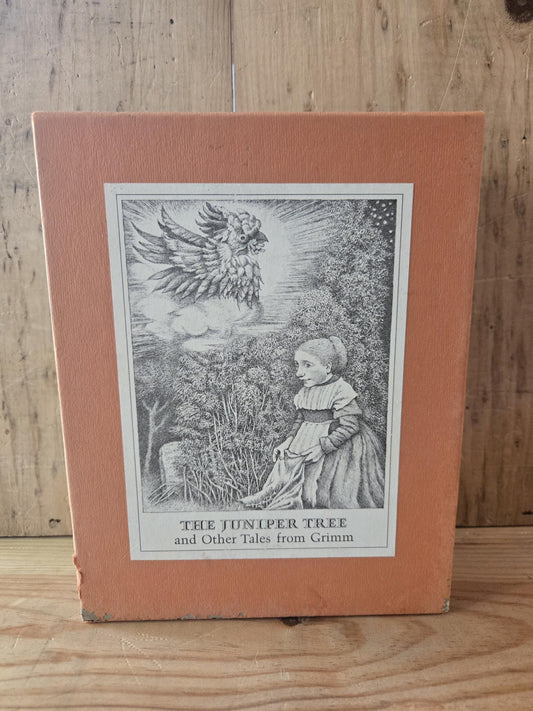 THE JUNIPER TREE
and Other Tales from Grimm